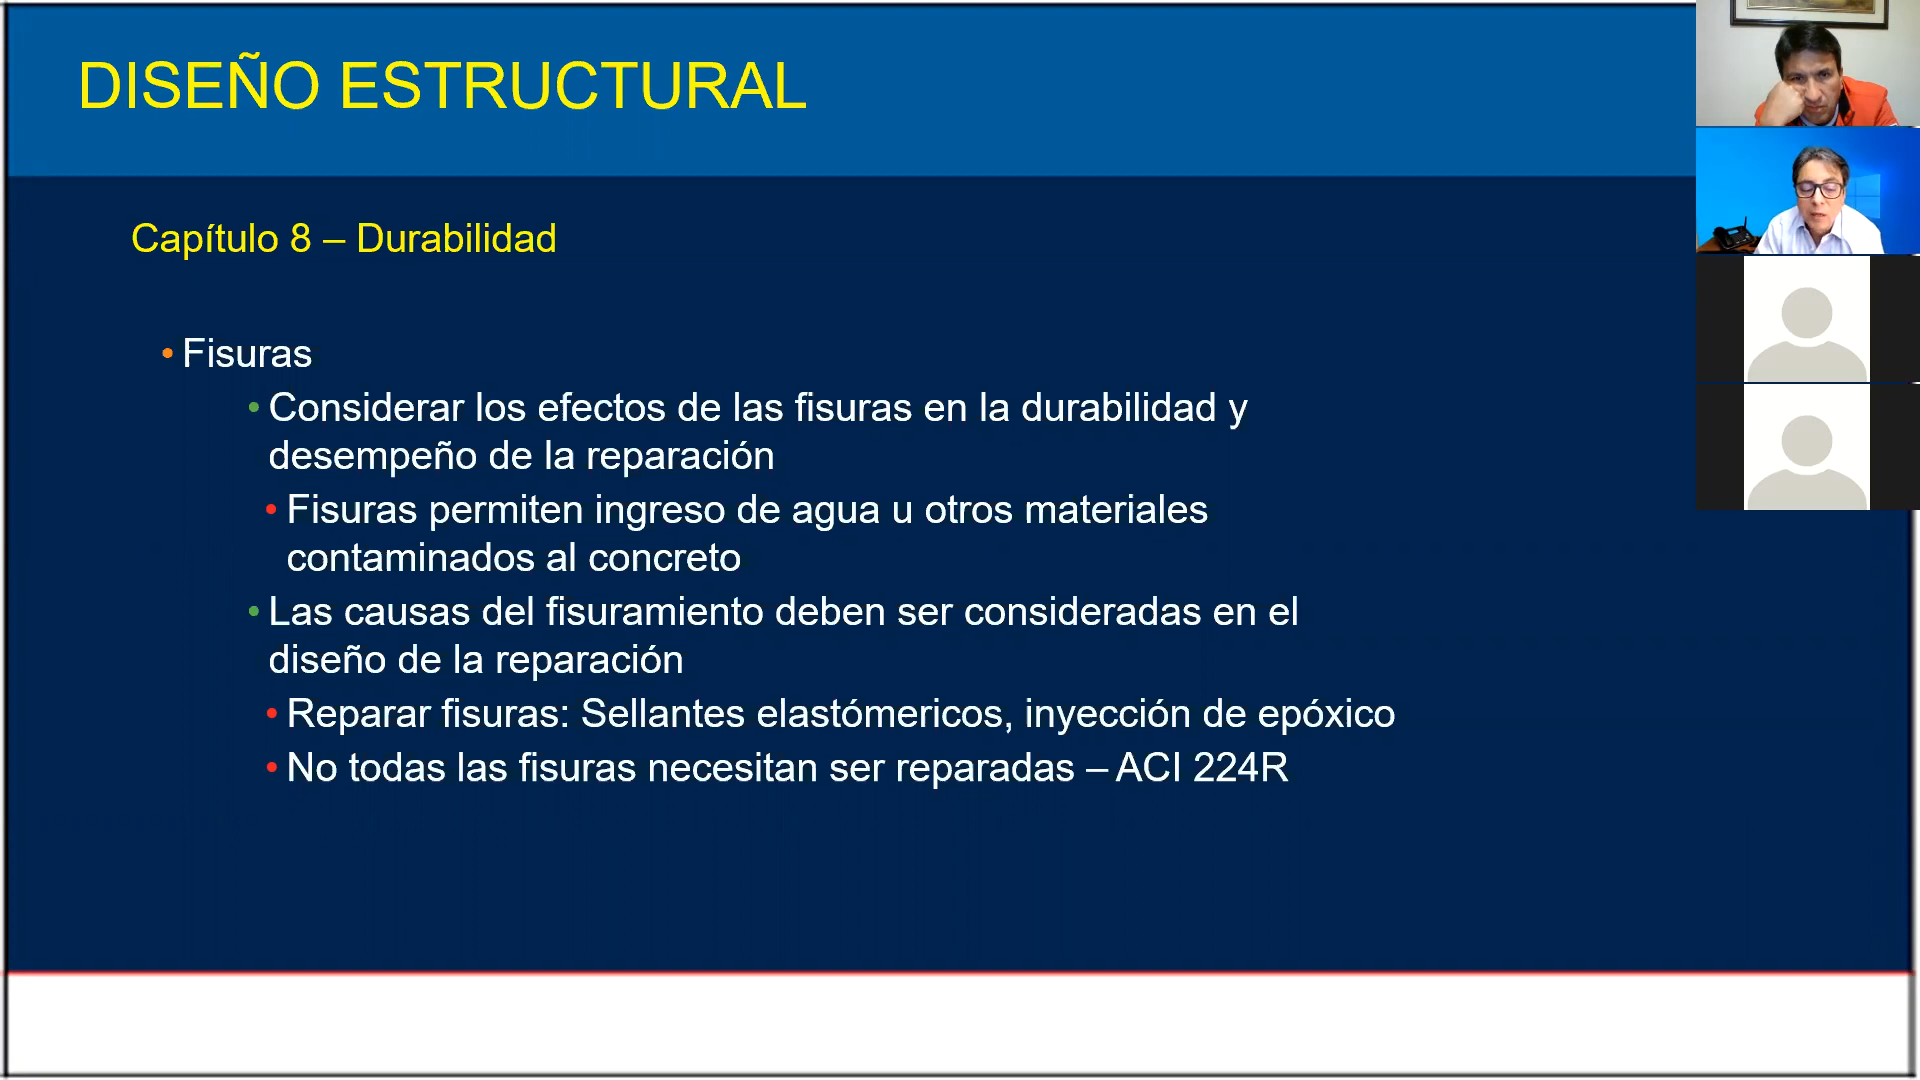 DISEÑO ESTRUCTURAL
Capítulo 8 – Durabilidad
• Fisuras
• Considerar los efectos de las fisuras en la durabilidad y
desempeño de la reparación
• Fisuras permiten ingreso de agua u otros materiales
contaminados al concreto
• Las causas del fisuramiento deben ser consideradas en el
diseño de la reparación
• Reparar fisuras: Sellantes elastómericos, inyección de epóxico
• No todas las fisuras necesitan ser reparadas – ACI 224R